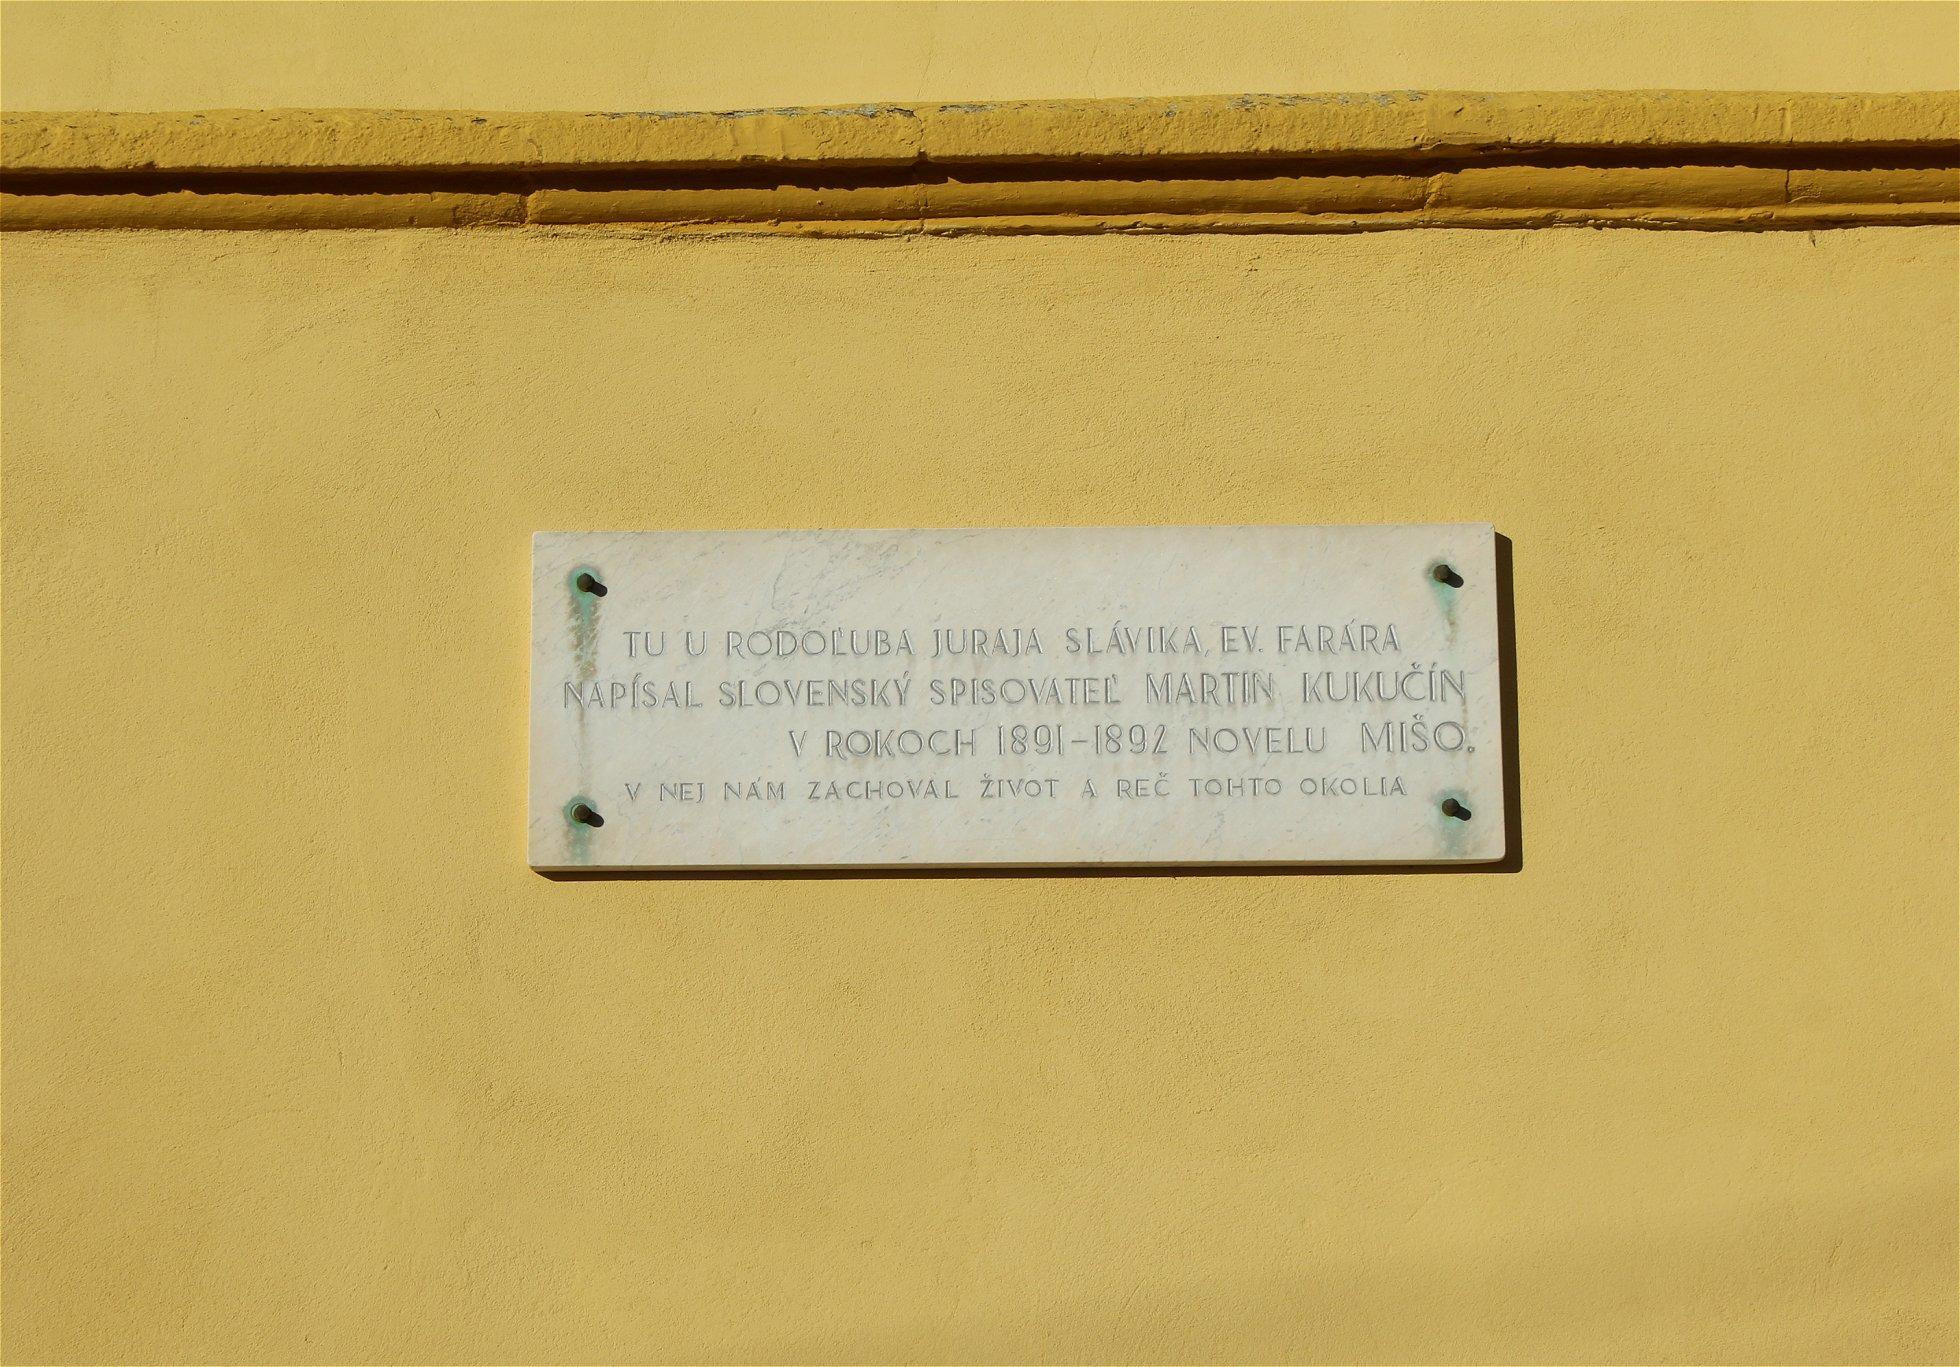 TU U RODOĽUBA JURAJA SLÁVIKA, EV. FARÁRA
NAPÍSAL SLOVENSKÝ SPISOVATEĽ MARTIN KUKUČÍN
V ROKOCH 1891-1892 NOVELU MIŠO.
V NEJ NÁM ZACHOVAL ŽIVOT A REČ TOHTO OKOLIA